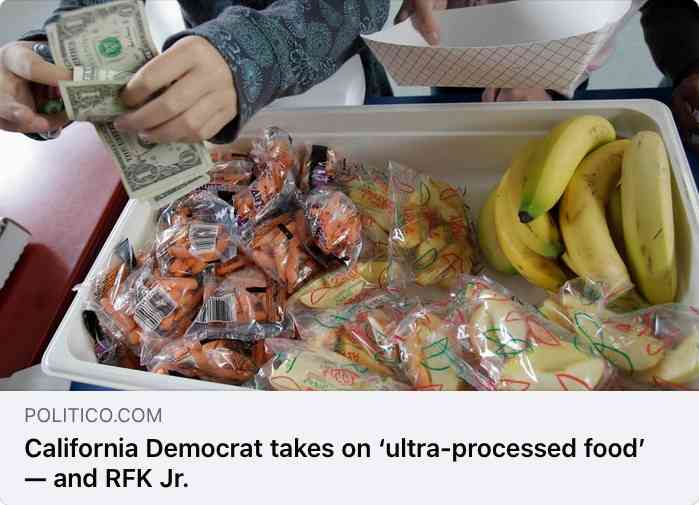 POLITICO.COM
California Democrat takes on ‘ultra-processed food’
— and RFK Jr.